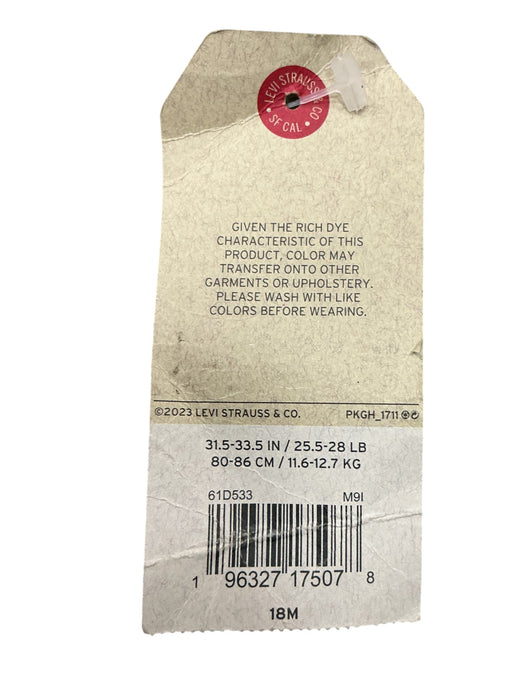 LEVI STRAUSS & CO
• SF CAL •
GIVEN THE RICH DYE
CHARACTERISTIC OF THIS
PRODUCT, COLOR MAY
TRANSFER ONTO OTHER
GARMENTS OR UPHOLSTERY.
PLEASE WASH WITH LIKE
COLORS BEFORE WEARING.
©2023 LEVI STRAUSS & CO. PKGH_1711
31.5-33.5 IN / 25.5-28 LB
80-86 CM / 11.6-12.7 KG
61D533 M9I
1 96327 17507 8
18M